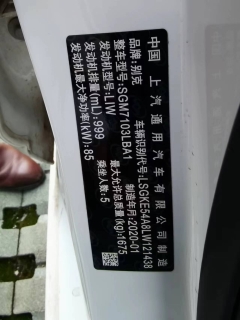 中国 上汽通用汽车有限公司制造
品牌:别克 车辆识别代号:LSGKE54A8LW121438
整车型号:SGM7103LBA1 制造年月:2020-01
发动机型号:LIW 最大允许总质量(kg):1675
发动机排量(mL):999 乘坐人数:5
发动机最大净功率(kW):85